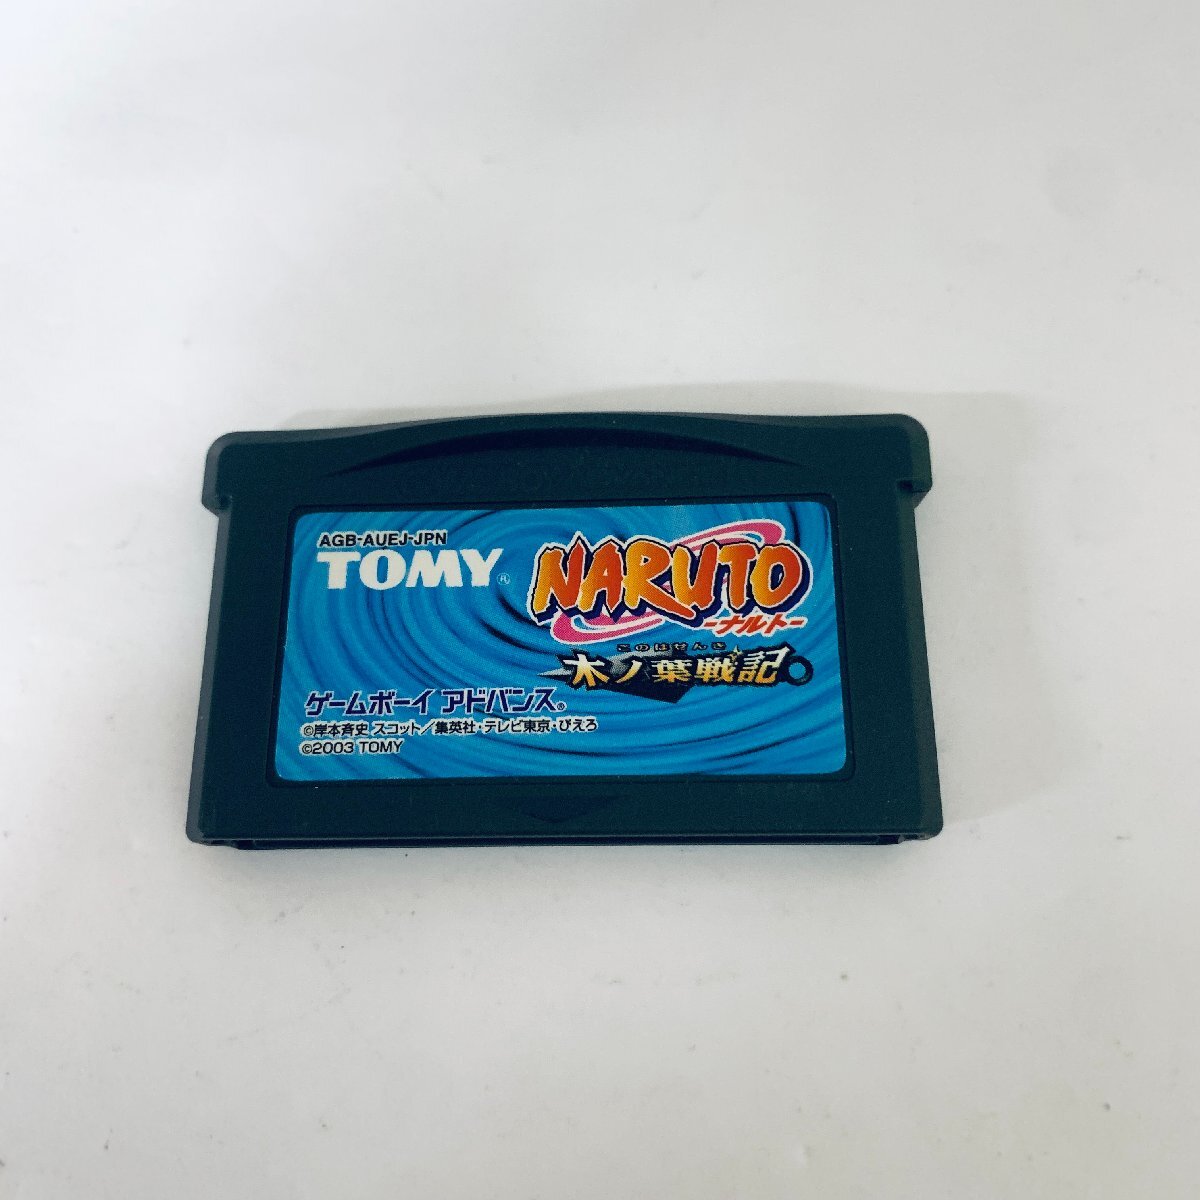 AGB-AUEJ-JPN
TOMY®
NARUTO
-ナルト-
このはせんき
木ノ葉戦記
ゲームボーイ アドバンス®
©岸本斉史 スコット／集英社・テレビ東京・ぴえろ
©2003 TOMY